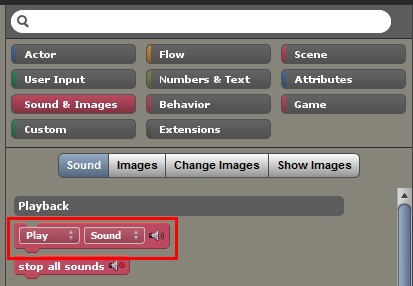 Actor Flow Scene
User Input Numbers & Text Attributes
Sound & Images Behavior Game
Custom Extensions
Sound Images Change Images Show Images
Playback
Play Sound
stop all sounds